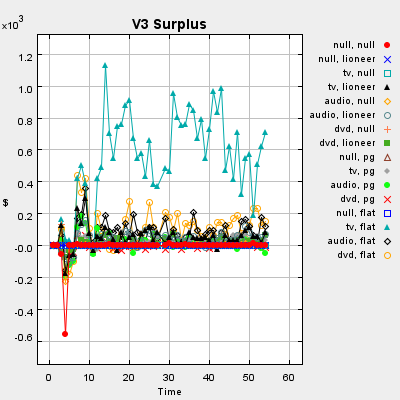 V3 Surplus
x10³
1.2
1.0
0.8
0.6
0.4
0.2
-0.0
-0.2
-0.4
-0.6
$
0 10 20 30 40 50 60
Time
null, null
null, lioneer
tv, null
tv, lioneer
audio, null
audio, lioneer
dvd, null
dvd, lioneer
null, pg
tv, pg
audio, pg
dvd, pg
null, flat
tv, flat
audio, flat
dvd, flat